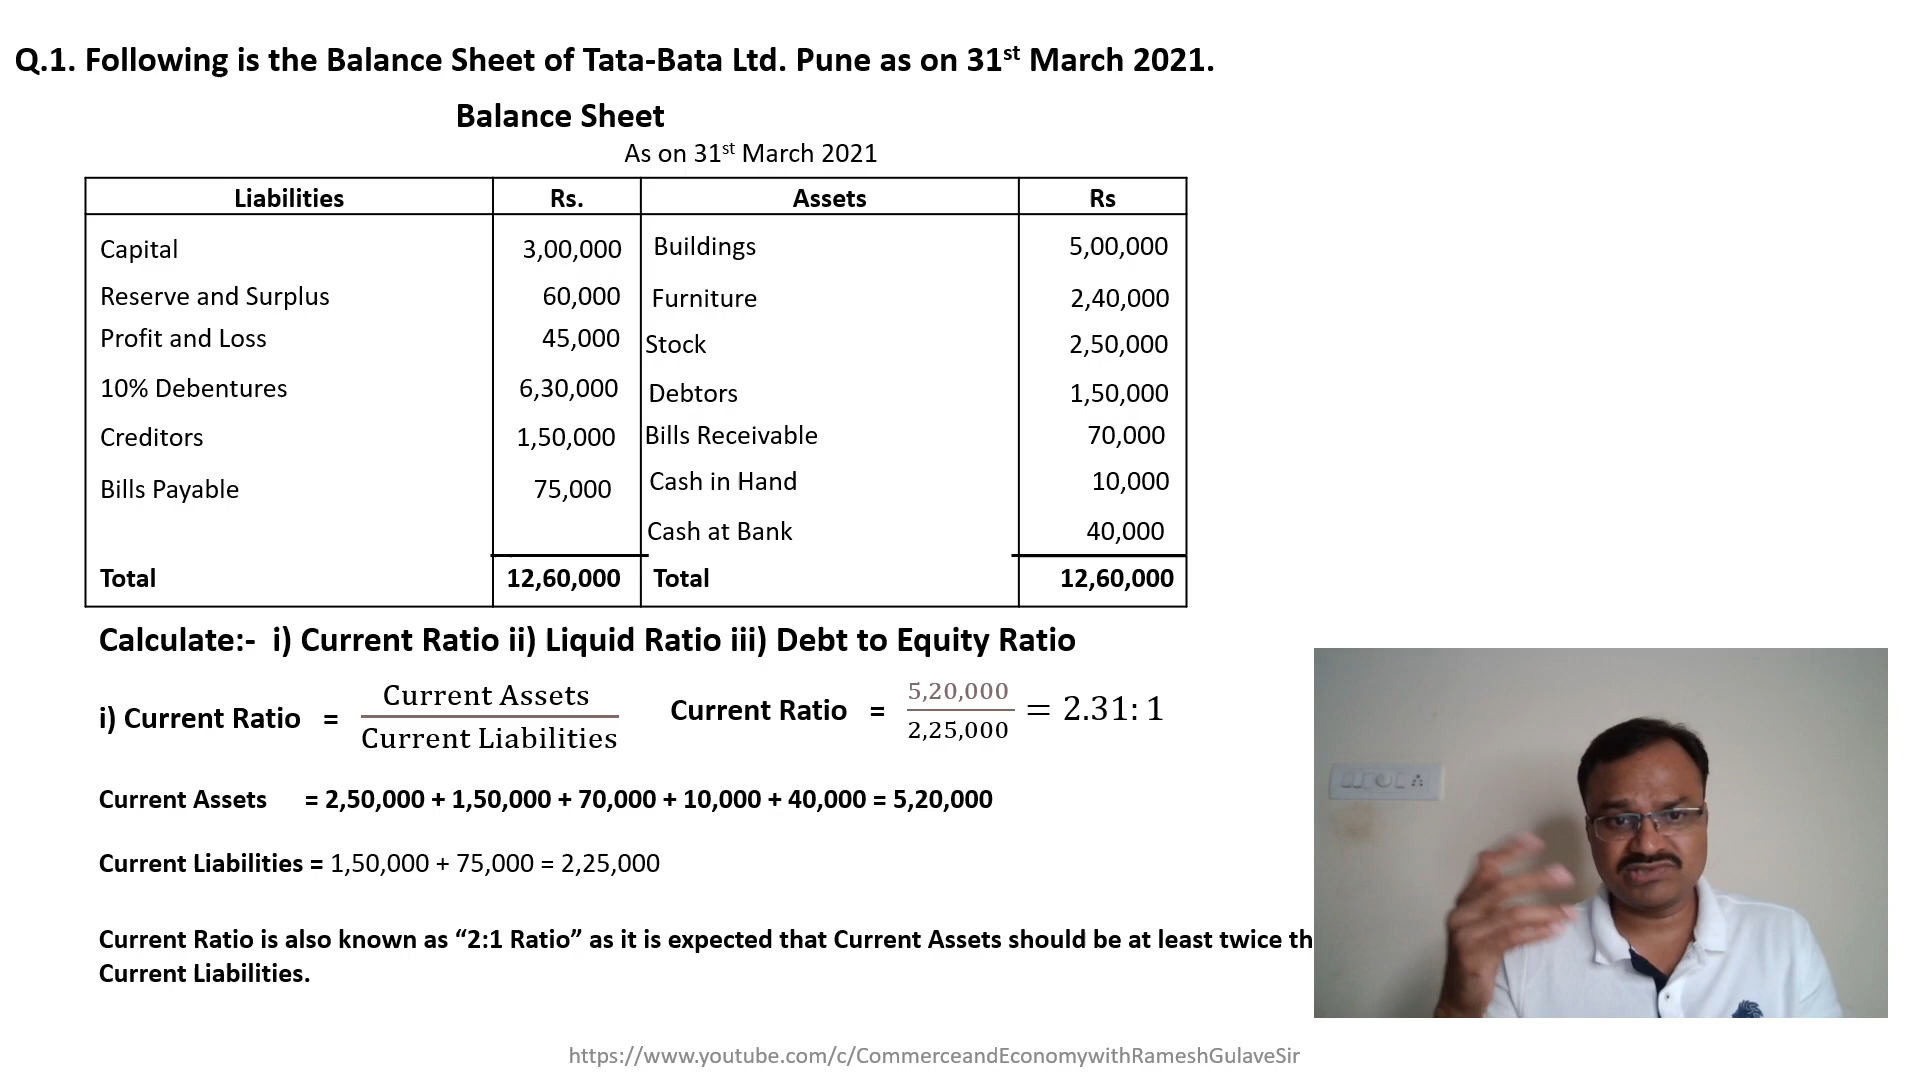 Q.1. Following is the Balance Sheet of Tata-Bata Ltd. Pune as on 31st March 2021.
Balance Sheet
As on 31st March 2021
Liabilities Rs. Assets Rs
Capital 3,00,000 Buildings 5,00,000
Reserve and Surplus 60,000 Furniture 2,40,000
Profit and Loss 45,000 Stock 2,50,000
10% Debentures 6,30,000 Debtors 1,50,000
Creditors 1,50,000 Bills Receivable 70,000
Bills Payable 75,000 Cash in Hand 10,000
Cash at Bank 40,000
Total 12,60,000 Total 12,60,000
Calculate:- i) Current Ratio ii) Liquid Ratio iii) Debt to Equity Ratio
i) Current Ratio = Current Assets / Current Liabilities Current Ratio = 5,20,000 / 2,25,000 = 2.31:1
Current Assets = 2,50,000 + 1,50,000 + 70,000 + 10,000 + 40,000 = 5,20,000
Current Liabilities = 1,50,000 + 75,000 = 2,25,000
Current Ratio is also known as “2:1 Ratio” as it is expected that Current Assets should be at least twice th
Current Liabilities.
https://www.youtube.com/c/CommerceandEconomywithRameshGulaveSir